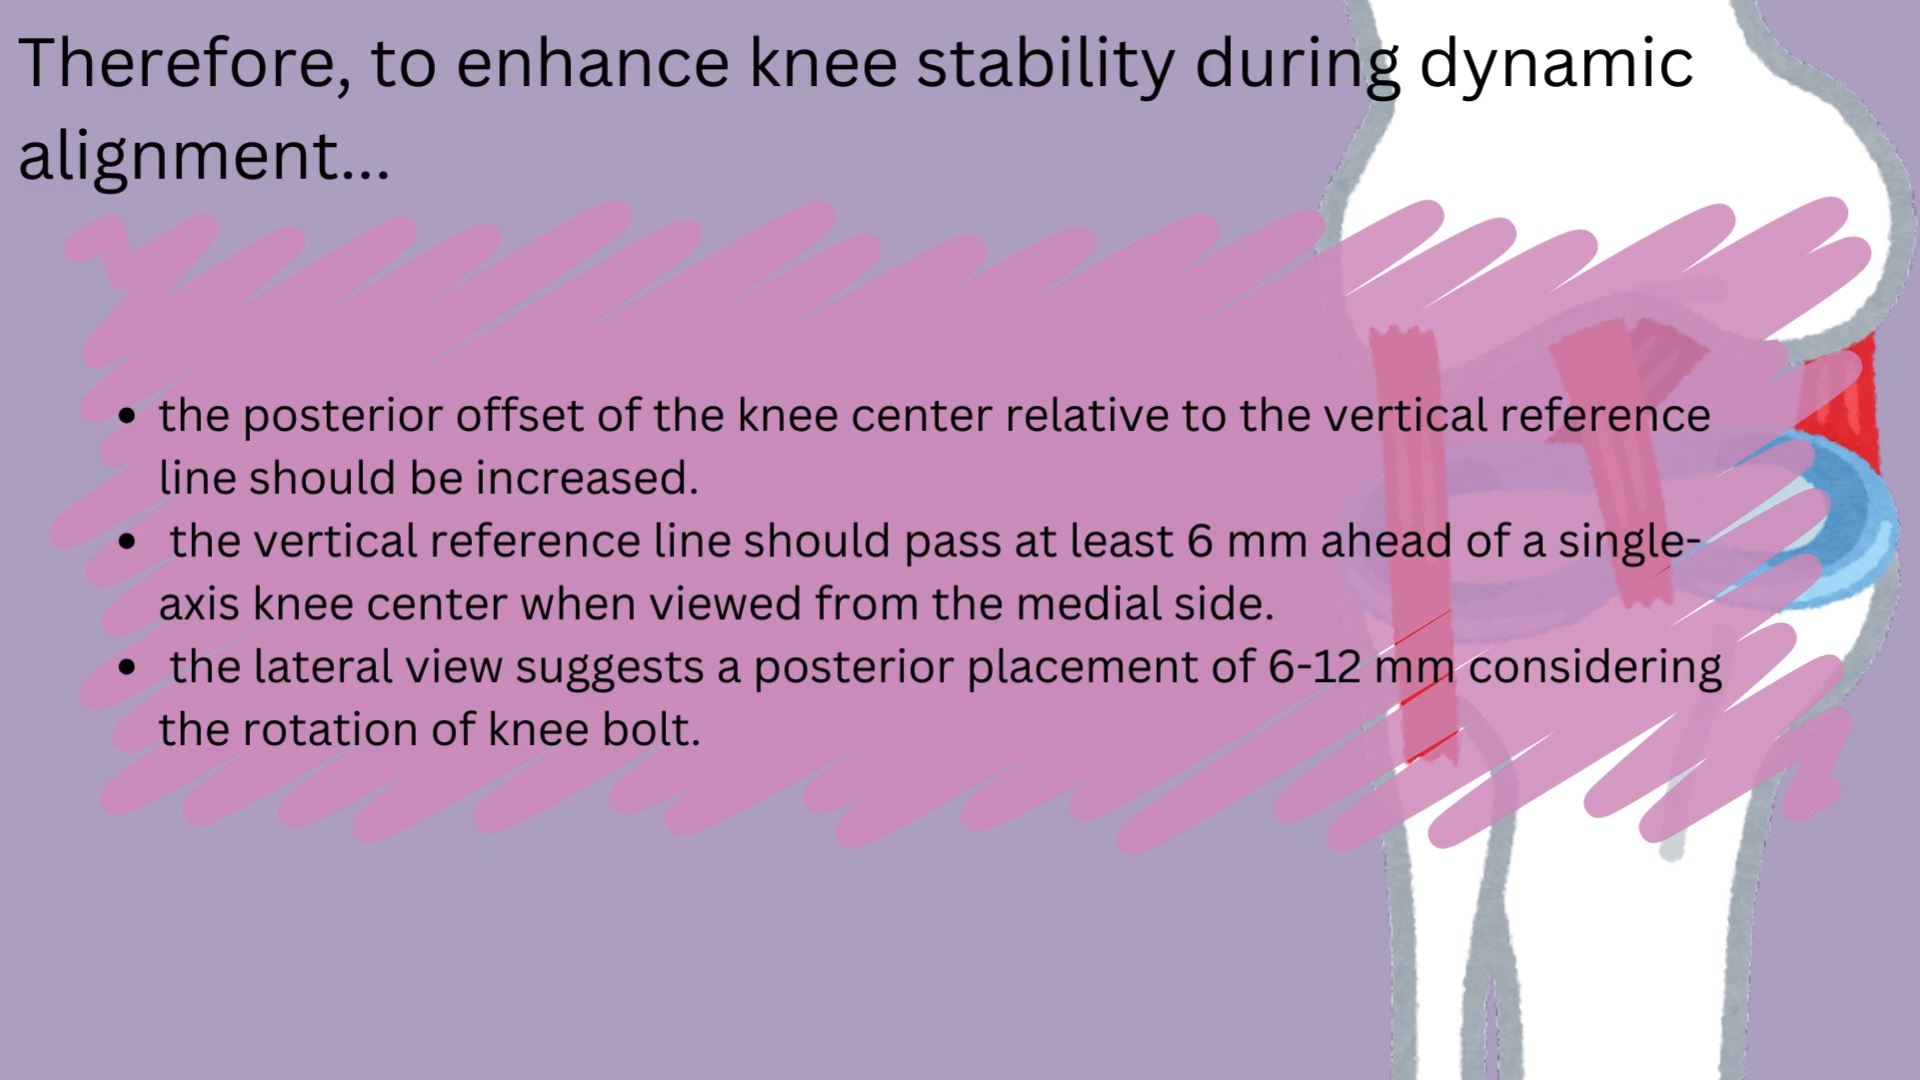 Therefore, to enhance knee stability during dynamic
alignment...
• the posterior offset of the knee center relative to the vertical reference
line should be increased.
• the vertical reference line should pass at least 6 mm ahead of a single-
axis knee center when viewed from the medial side.
• the lateral view suggests a posterior placement of 6-12 mm considering
the rotation of knee bolt.